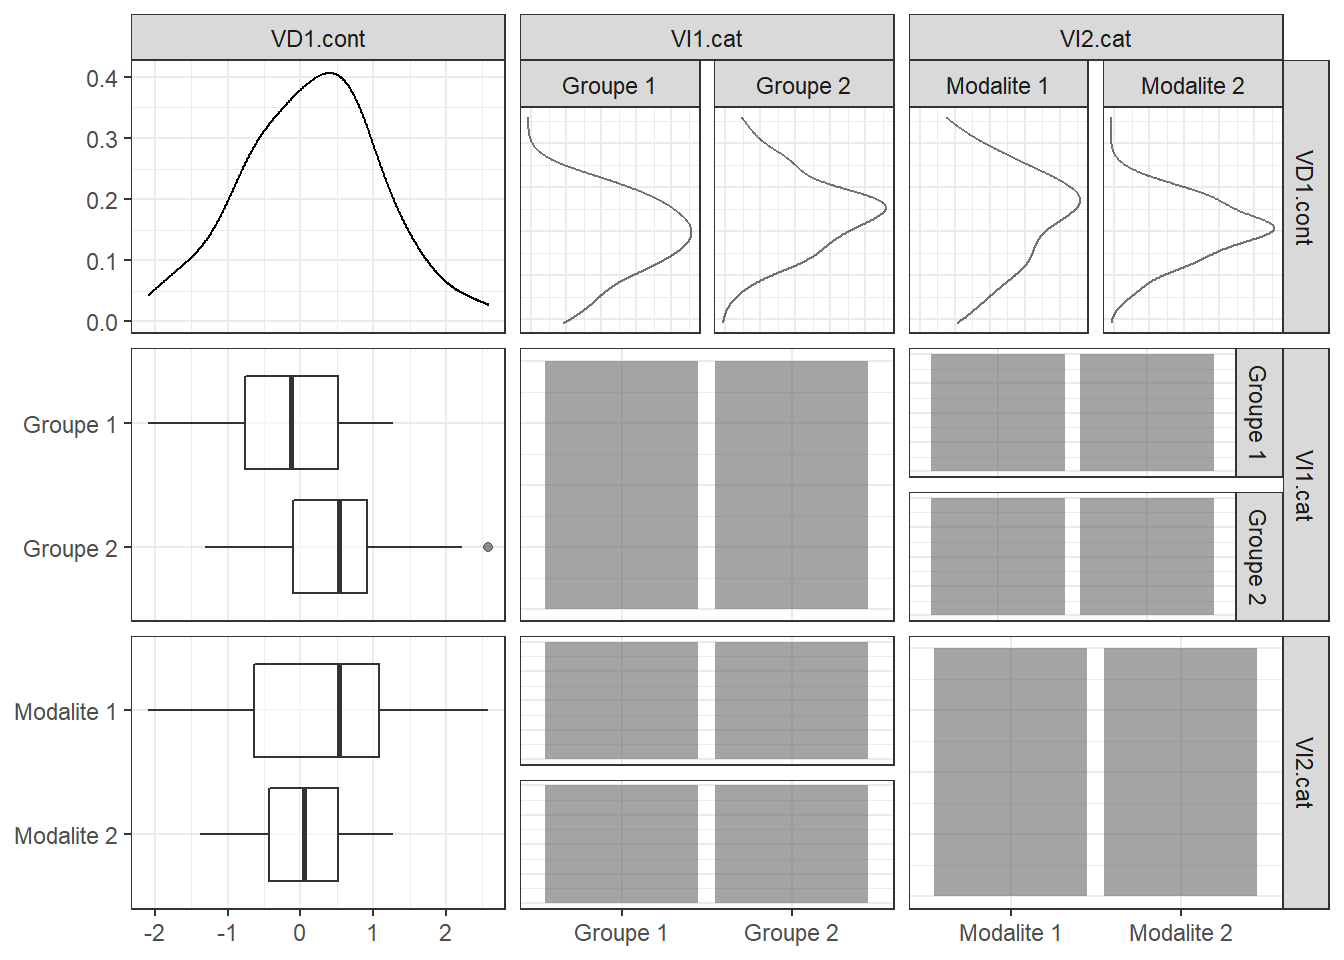 VD1.cont
VI1.cat
VI2.cat
Groupe 1
Groupe 2
Modalite 1
Modalite 2
VD1.cont
0.4
0.3
0.2
0.1
0.0
Groupe 1
Groupe 2
Groupe 1
Groupe 2
VI1.cat
Modalite 1
Modalite 2
VI2.cat
-2
-1
0
1
2
Groupe 1
Groupe 2
Modalite 1
Modalite 2